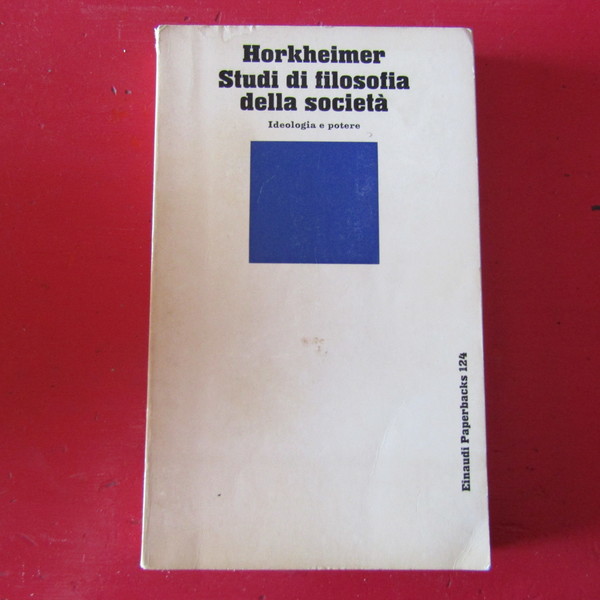 Horkheimer
Studi di filosofia
della società
Ideologia e potere
Einaudi Paperbacks 124